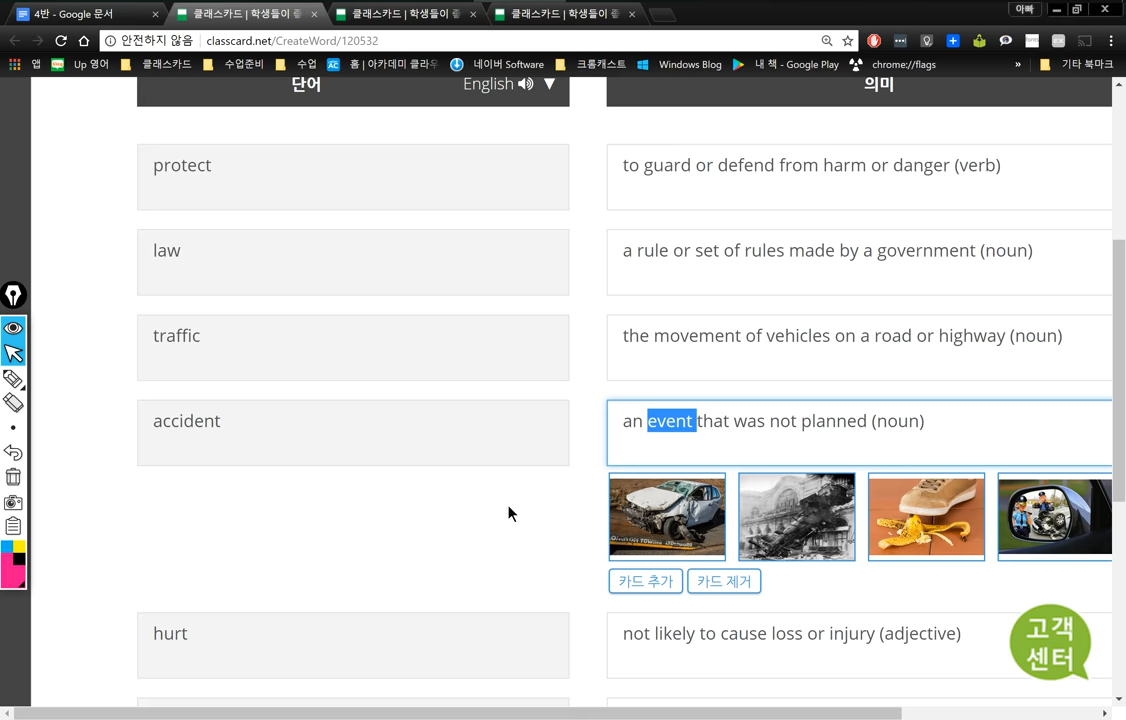 4반 - Google 문서
클래스카드 | 학생들이 좋
클래스카드 | 학생들이 좋
클래스카드 | 학생들이 좋
아빠
안전하지 않음
classcard.net/CreateWord/120532
앱
Up 영어
클래스카드
수업준비
수업
AC
홈 | 아카데미 클라우
네이버 Software
크롬캐스트
Windows Blog
내 책 - Google Play
chrome://flags
»
기타 북마크
단어
English
의미
protect
to guard or defend from harm or danger (verb)
law
a rule or set of rules made by a government (noun)
traffic
the movement of vehicles on a road or highway (noun)
accident
an event that was not planned (noun)
카드 추가
카드 제거
hurt
not likely to cause loss or injury (adjective)
고객
센터